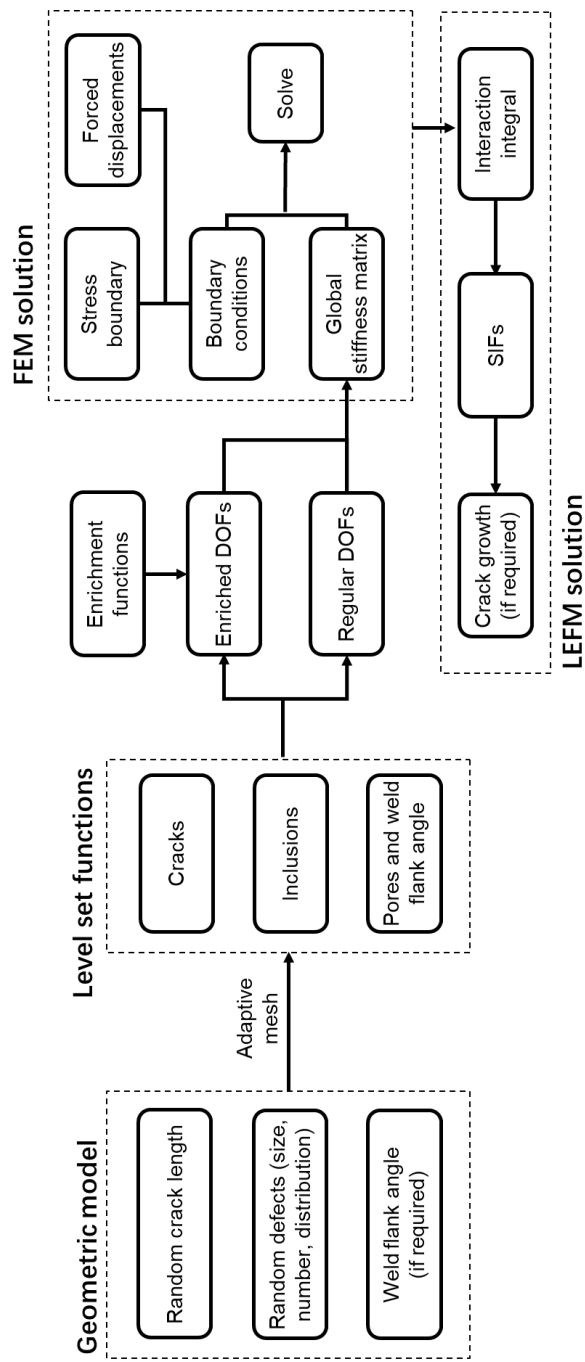 Geometric model
Random crack length
Random defects (size,
number, distribution)
Weld flank angle
(if required)
Adaptive
mesh
Level set functions
Cracks
Inclusions
Pores and weld
flank angle
Enrichment
functions
Enriched DOFs
Regular DOFs
FEM solution
Stress
boundary
Forced
displacements
Boundary
conditions
Global
stiffness matrix
Solve
Interaction
integral
SIFs
Crack growth
(if required)
LEFM solution